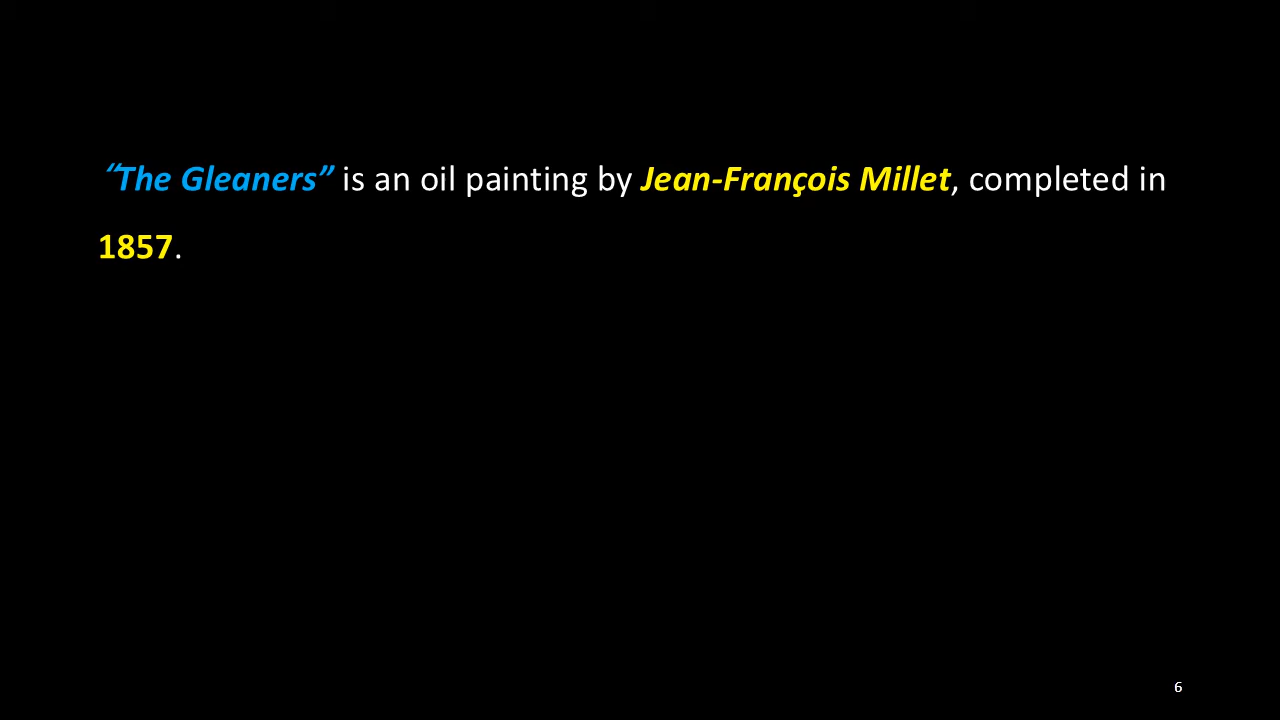 “The Gleaners” is an oil painting by Jean-François Millet, completed in
1857.
6